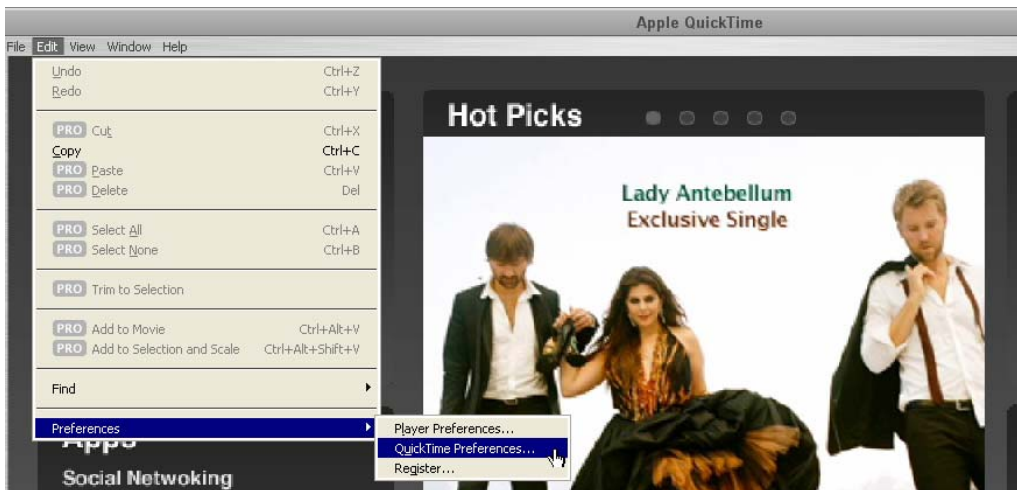 Apple QuickTime
File Edit View Window Help
Undo Ctrl+Z
Redo Ctrl+Y
PRO Cut Ctrl+X
Copy Ctrl+C
PRO Paste Ctrl+V
PRO Delete Del
PRO Select All Ctrl+A
PRO Select None Ctrl+B
PRO Trim to Selection
PRO Add to Movie Ctrl+Alt+V
PRO Add to Selection and Scale Ctrl+Alt+Shift+V
Find
Preferences
Player Preferences...
QuickTime Preferences...
Register...
Hot Picks
Lady Antebellum
Exclusive Single
Apps
Social Netwoking